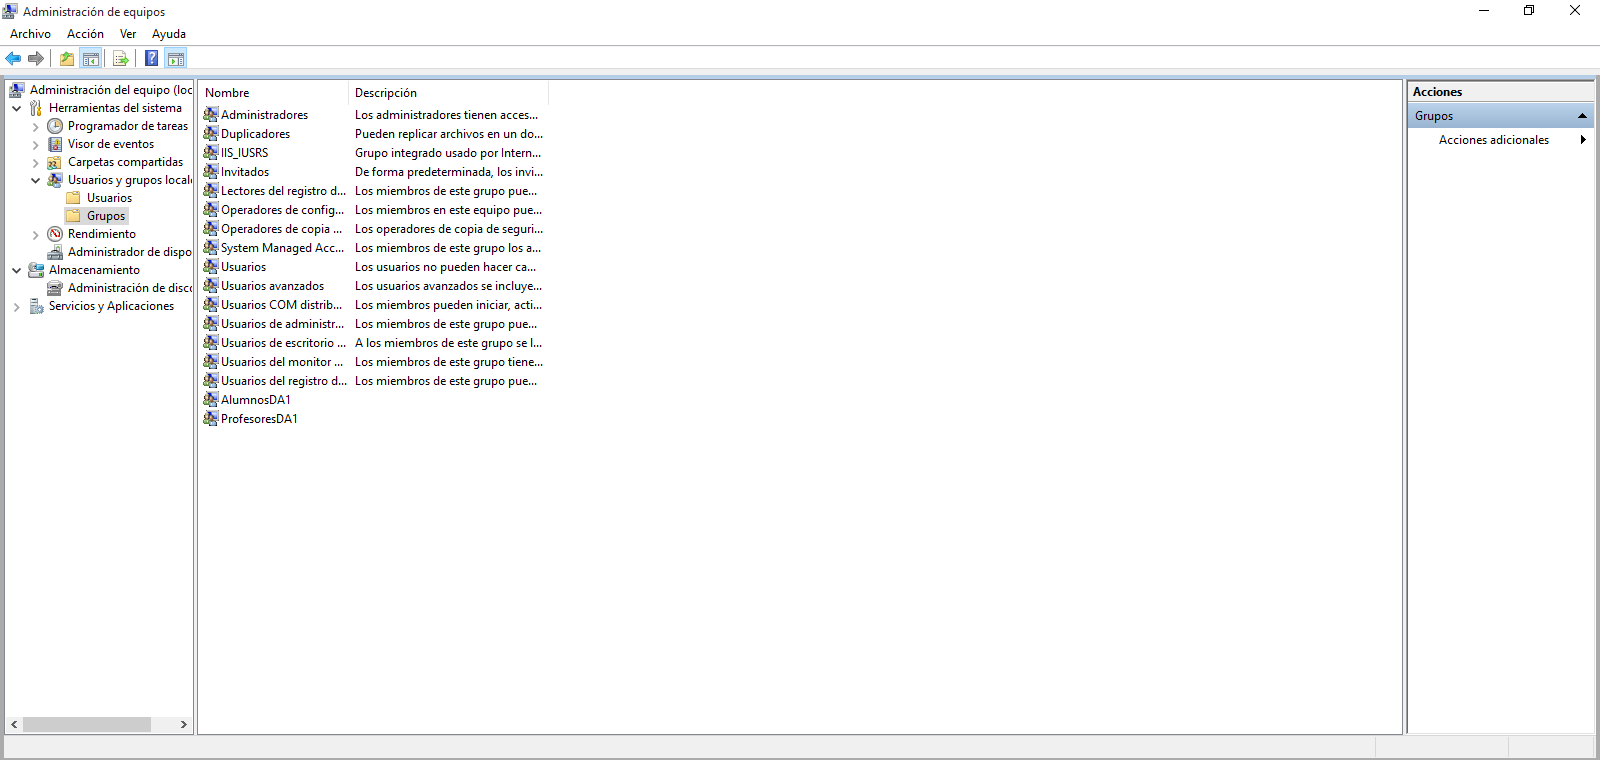 Administración de equipos
Archivo Acción Ver Ayuda
Administración del equipo (loc
Herramientas del sistema
Programador de tareas
Visor de eventos
Carpetas compartidas
Usuarios y grupos locale
Usuarios
Grupos
Rendimiento
Administrador de dispo
Almacenamiento
Administración de disc
Servicios y Aplicaciones
Nombre Descripción
Administradores Los administradores tienen acces...
Duplicadores Pueden replicar archivos en un do...
IIS_IUSRS Grupo integrado usado por Intern...
Invitados De forma predeterminada, los invi...
Lectores del registro d... Los miembros de este grupo pue...
Operadores de config... Los miembros en este equipo pue...
Operadores de copia ... Los operadores de copia de seguri...
System Managed Acc... Los miembros de este grupo los a...
Usuarios Los usuarios no pueden hacer ca...
Usuarios avanzados Los usuarios avanzados se incluye...
Usuarios COM distrib... Los miembros pueden iniciar, acti...
Usuarios de administr... Los miembros de este grupo pue...
Usuarios de escritorio ... A los miembros de este grupo se l...
Usuarios del monitor ... Los miembros de este grupo tiene...
Usuarios del registro d... Los miembros de este grupo pue...
AlumnosDA1
ProfesoresDA1
Acciones
Grupos
Acciones adicionales